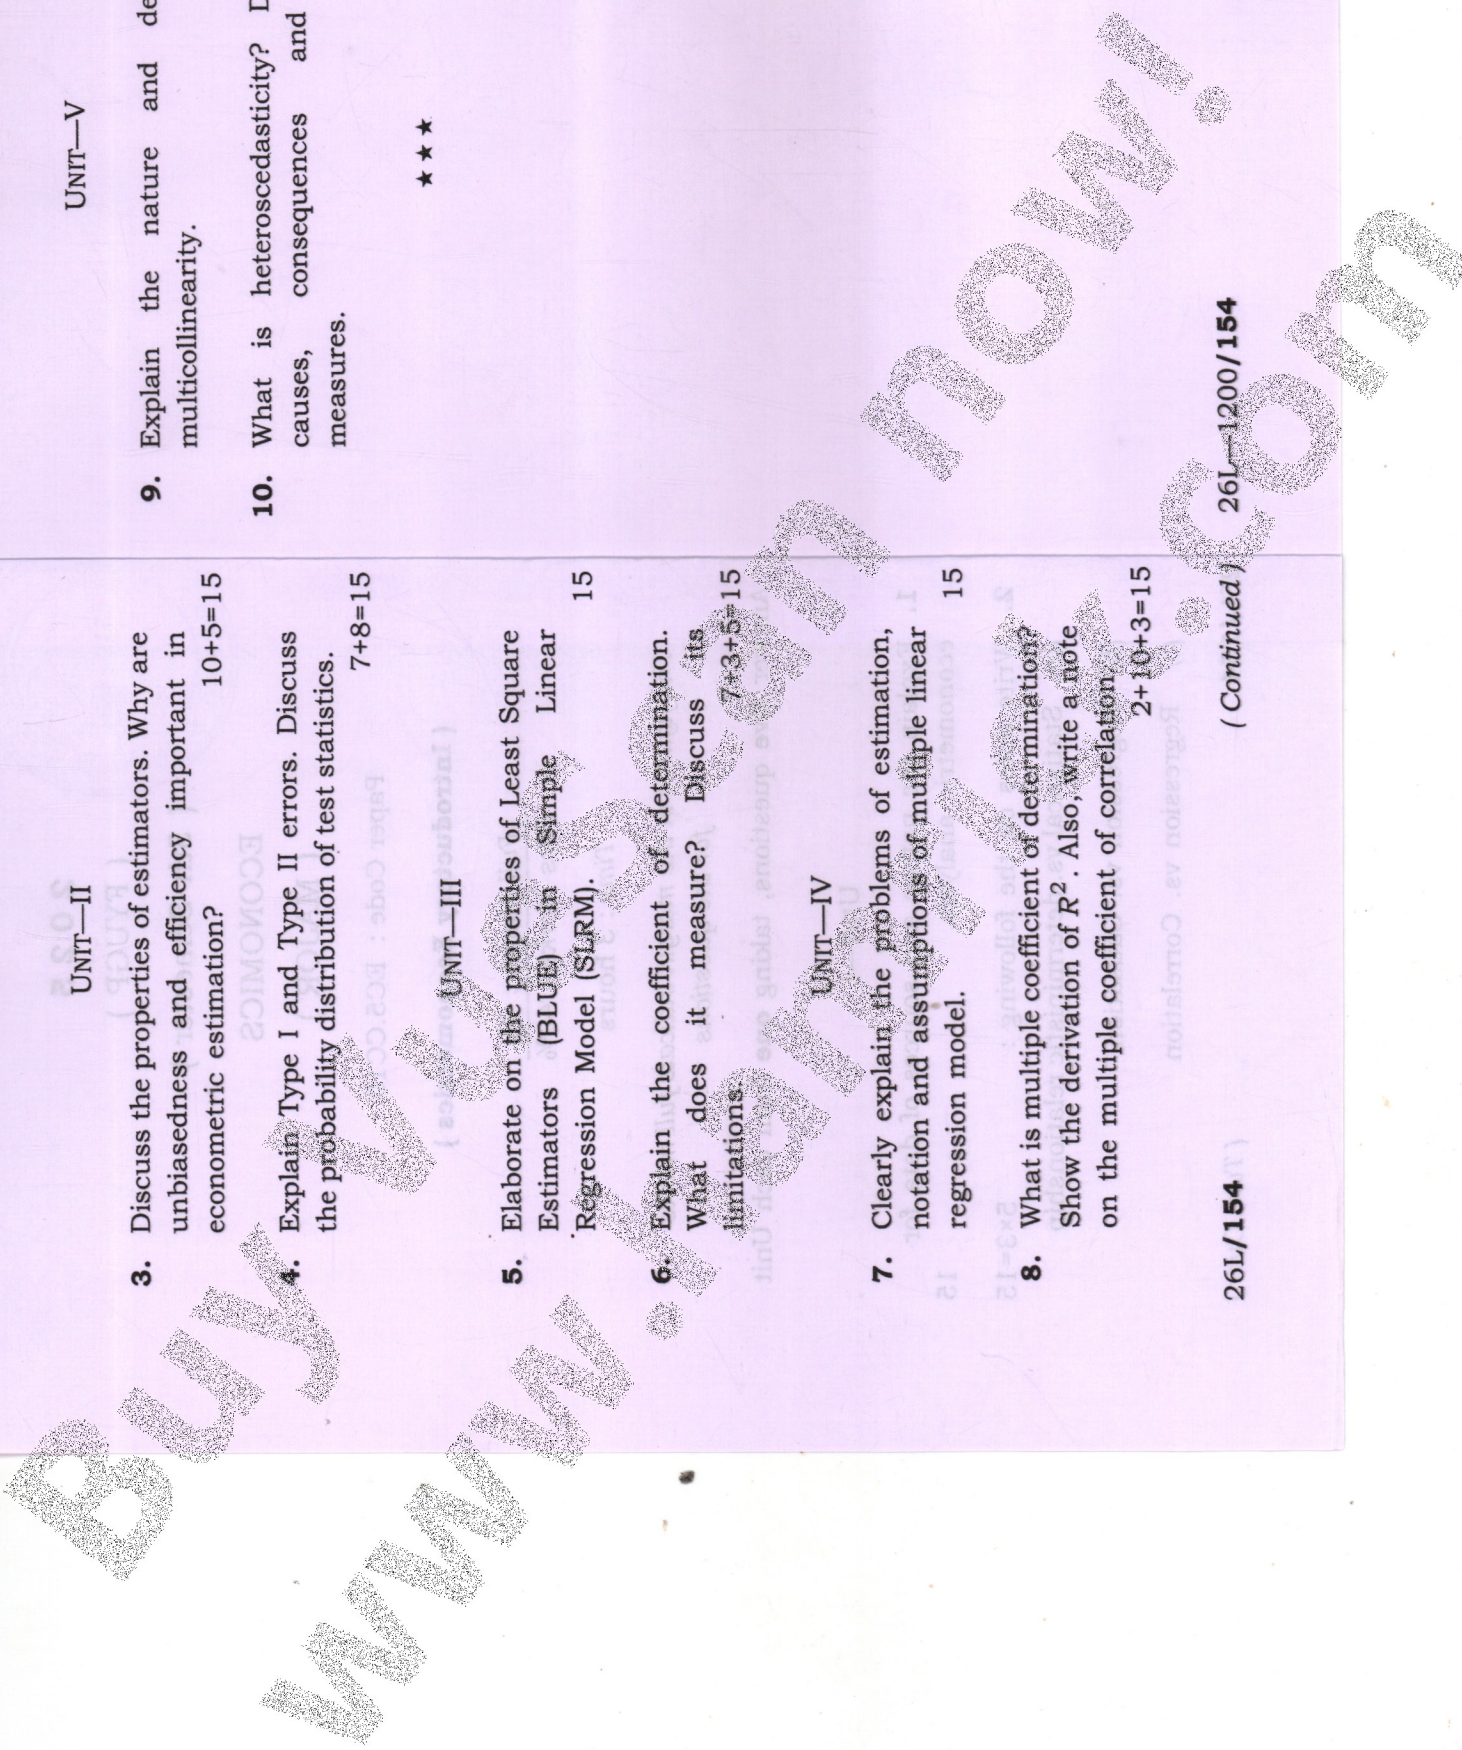 UNIT—II
3. Discuss the properties of estimators. Why are
unbiasedness and efficiency important in
econometric estimation? 10+5=15
4. Explain Type I and Type II errors. Discuss
the probability distribution of test statistics.
7+8=15
UNIT—III
5. Elaborate on the properties of Least Square
Estimators (BLUE) in Simple Linear
Regression Model (SLRM). 15
6. Explain the coefficient of determination.
What does it measure? Discuss its
limitations. 7+3+5=15
UNIT—IV
7. Clearly explain the problems of estimation,
notation and assumptions of multiple linear
regression model. 15
8. What is multiple coefficient of determination?
Show the derivation of R². Also, write a note
on the multiple coefficient of correlation.
2+10+3=15
26L/154 (Continued)
UNIT—V
9. Explain the nature and de
multicollinearity.
10. What is heteroscedasticity? D
causes, consequences and
measures.
★★★
26L—1200/154
Buy vuescan now!
www.hamrick.com